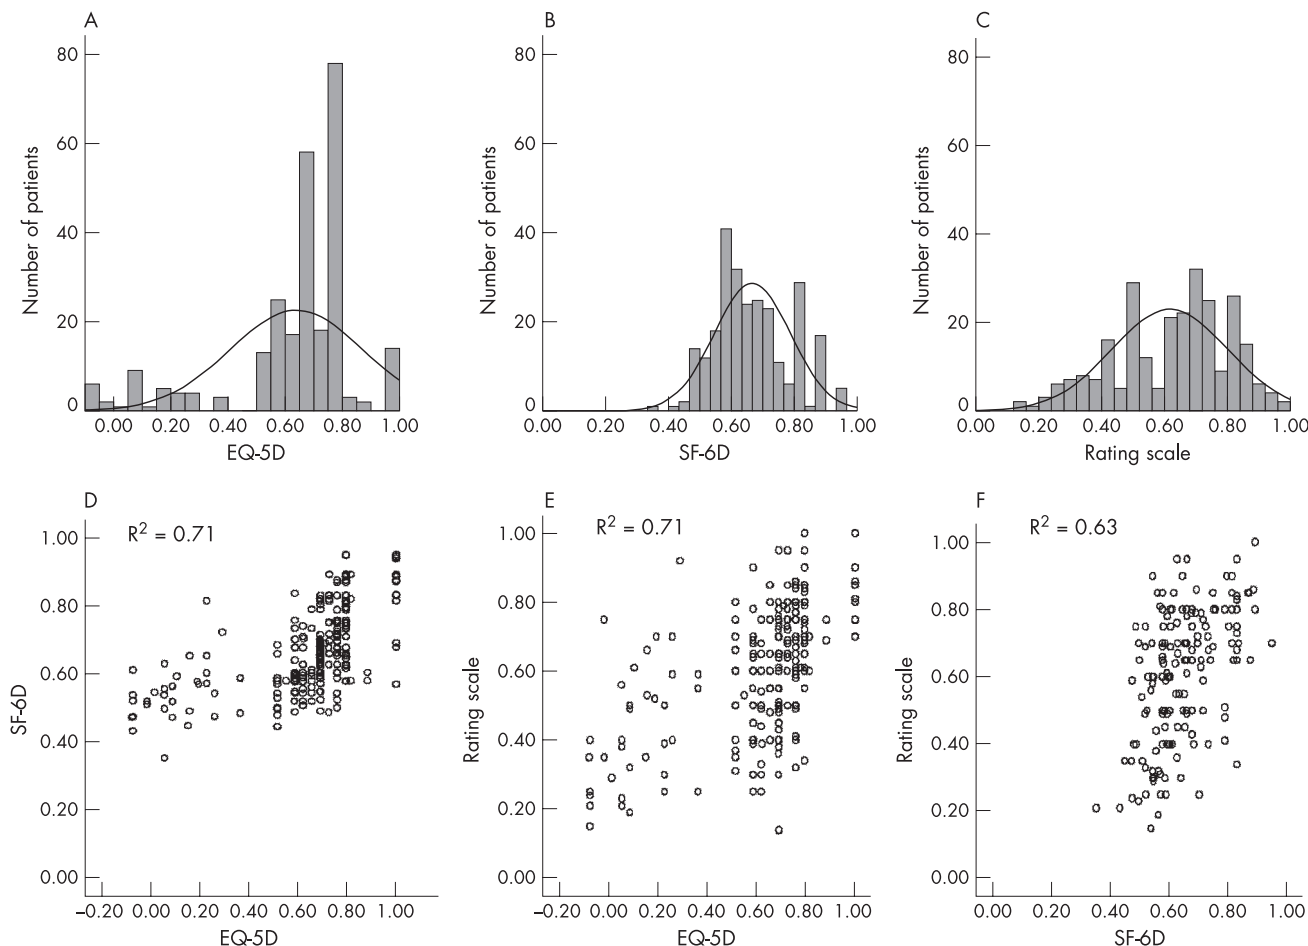 A
Number of patients
80
60
40
20
0
0.00 0.20 0.40 0.60 0.80 1.00
EQ-5D
B
Number of patients
80
60
40
20
0
0.00 0.20 0.40 0.60 0.80 1.00
SF-6D
C
Number of patients
80
60
40
20
0
0.00 0.20 0.40 0.60 0.80 1.00
Rating scale
D
R² = 0.71
SF-6D
1.00
0.80
0.60
0.40
0.20
0.00
−0.20 0.00 0.20 0.40 0.60 0.80 1.00
EQ-5D
E
R² = 0.71
Rating scale
1.00
0.80
0.60
0.40
0.20
0.00
−0.20 0.00 0.20 0.40 0.60 0.80 1.00
EQ-5D
F
R² = 0.63
Rating scale
1.00
0.80
0.60
0.40
0.20
0.00
0.00 0.20 0.40 0.60 0.80 1.00
SF-6D